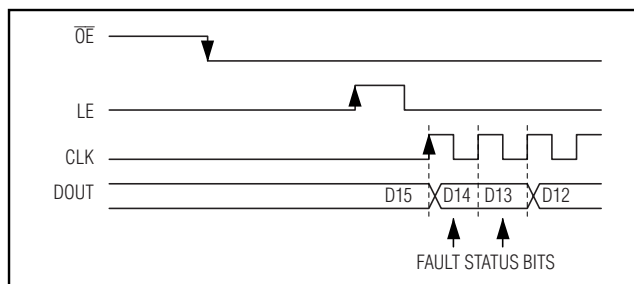 OE
LE
CLK
DOUT D15 D14 D13 D12
FAULT STATUS BITS